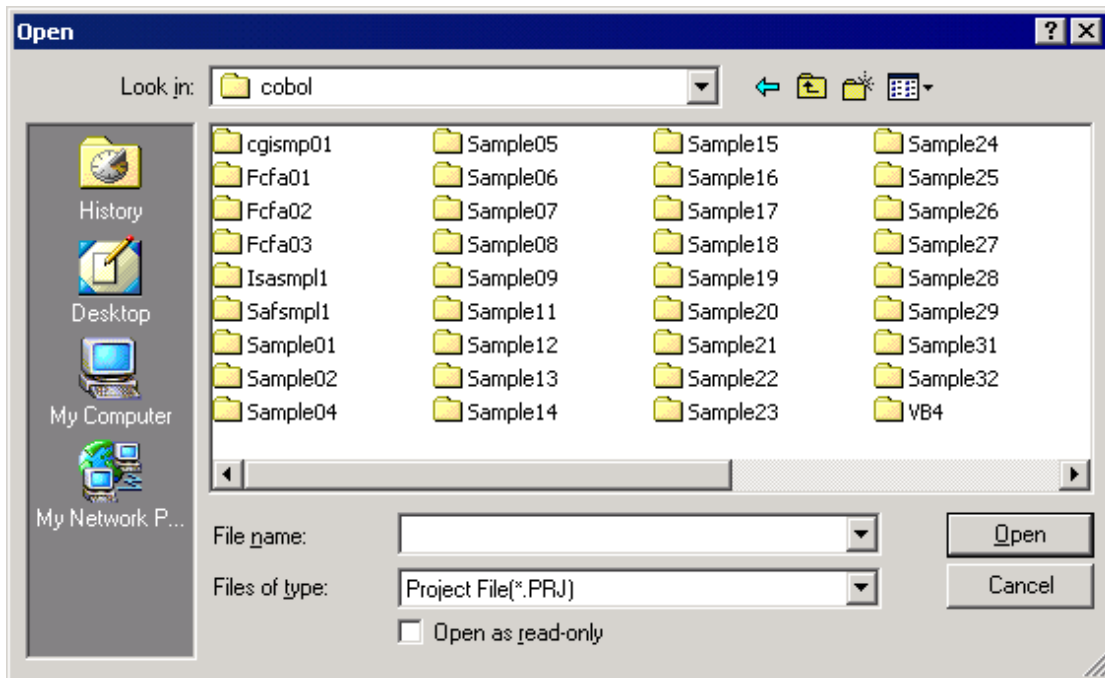 Open
Look in: cobol
History
Desktop
My Computer
My Network P...
cgismp01 Sample05 Sample15 Sample24
Fcfa01 Sample06 Sample16 Sample25
Fcfa02 Sample07 Sample17 Sample26
Fcfa03 Sample08 Sample18 Sample27
Isasmpl1 Sample09 Sample19 Sample28
Safsmpl1 Sample11 Sample20 Sample29
Sample01 Sample12 Sample21 Sample31
Sample02 Sample13 Sample22 Sample32
Sample04 Sample14 Sample23 VB4
File name: Open
Files of type: Project File(*.PRJ) Cancel
Open as read-only